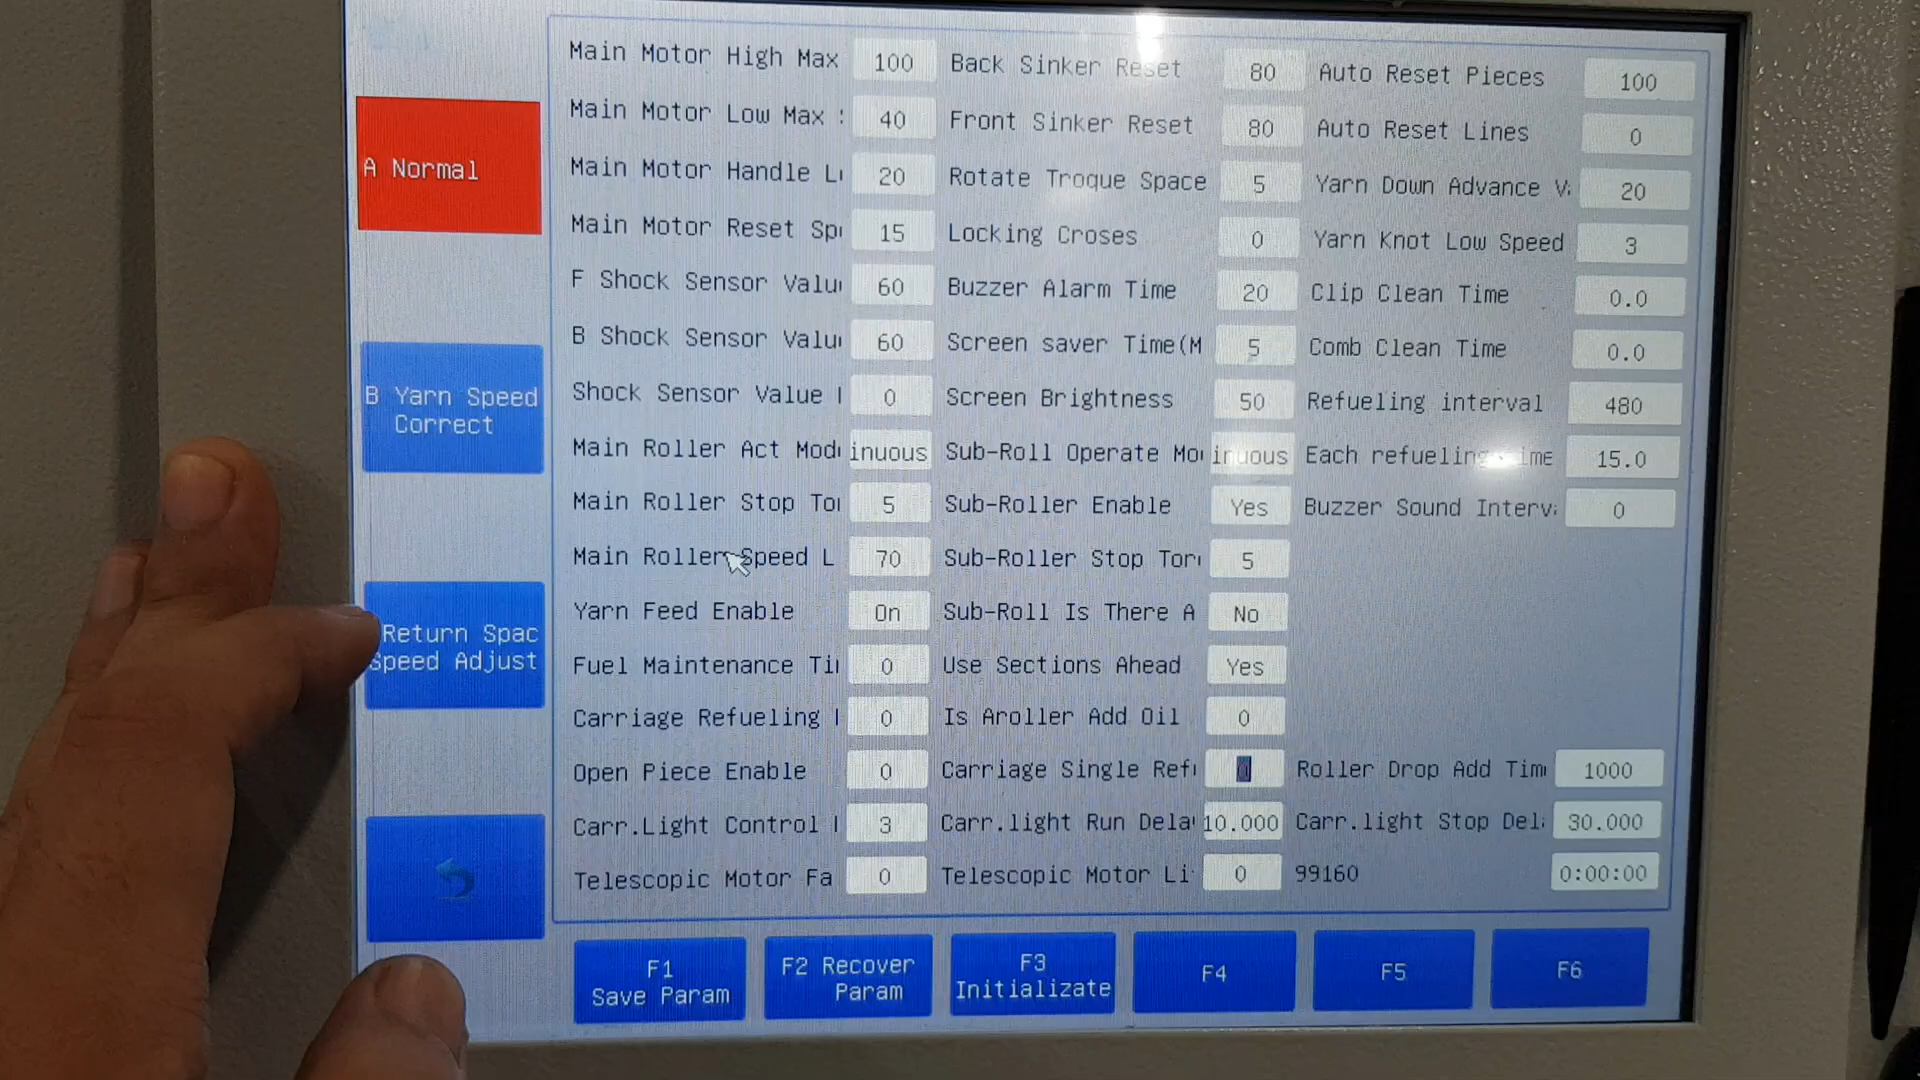 A Normal
B Yarn Speed
Correct
Return Spac
Speed Adjust
Main Motor High Max 100 Back Sinker Reset 80 Auto Reset Pieces 100
Main Motor Low Max 40 Front Sinker Reset 80 Auto Reset Lines 0
Main Motor Handle L 20 Rotate Troque Space 5 Yarn Down Advance V 20
Main Motor Reset Sp 15 Locking Croses 0 Yarn Knot Low Speed 3
F Shock Sensor Valu 60 Buzzer Alarm Time 20 Clip Clean Time 0.0
B Shock Sensor Valu 60 Screen saver Time(M 5 Comb Clean Time 0.0
Shock Sensor Value 0 Screen Brightness 50 Refueling interval 480
Main Roller Act Mod inuous Sub-Roll Operate Mo inuous Each refueling time 15.0
Main Roller Stop To 5 Sub-Roller Enable Yes Buzzer Sound Interv 0
Main Roller Speed L 70 Sub-Roller Stop Tor 5
Yarn Feed Enable On Sub-Roll Is There A No
Fuel Maintenance Ti 0 Use Sections Ahead Yes
Carriage Refueling 0 Is Aroller Add Oil 0
Open Piece Enable 0 Carriage Single Ref 0 Roller Drop Add Tim 1000
Carr.Light Control 3 Carr.light Run Dela 10.000 Carr.light Stop Del 30.000
Telescopic Motor Fa 0 Telescopic Motor Li 0 99160 0:00:00
F1
Save Param
F2 Recover
Param
F3
Initializate
F4
F5
F6